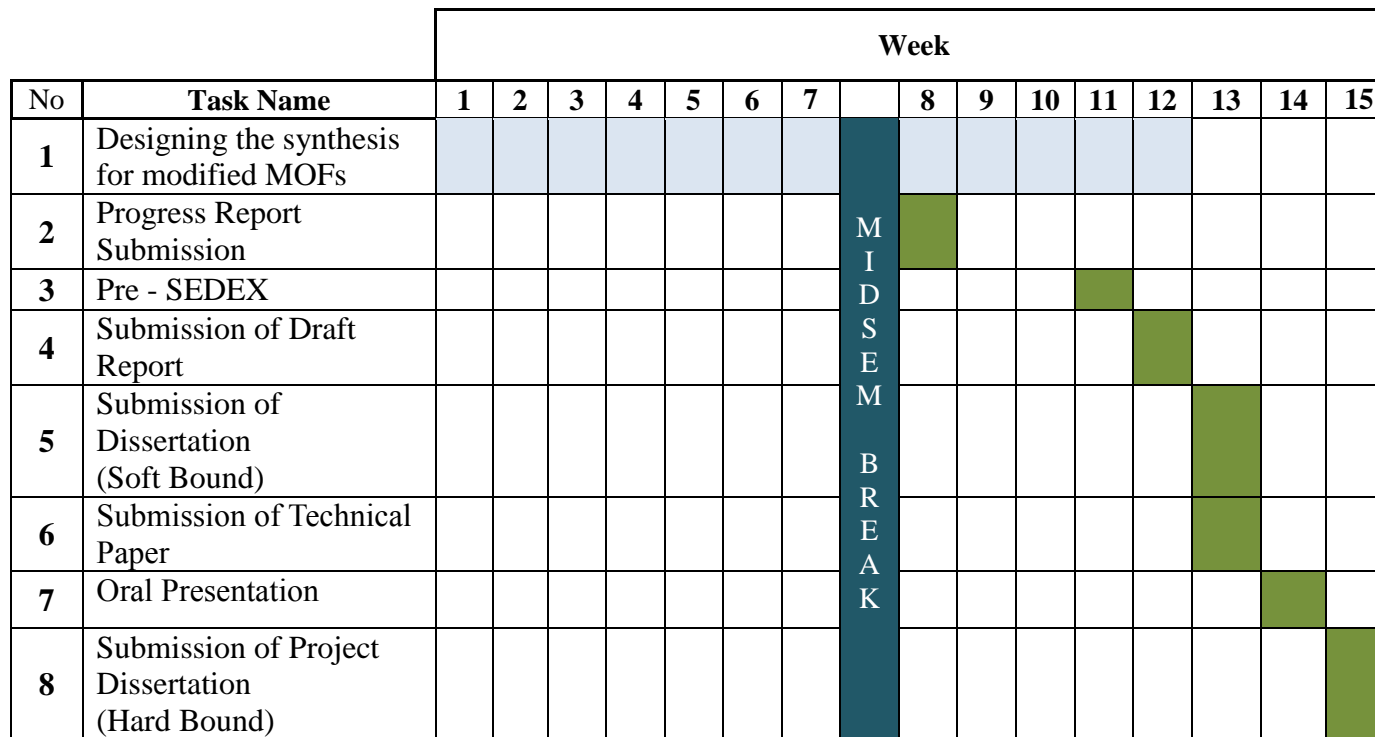 Week
No Task Name 1 2 3 4 5 6 7 8 9 10 11 12 13 14 15
1 Designing the synthesis
for modified MOFs
2 Progress Report
Submission
3 Pre - SEDEX
4 Submission of Draft
Report
5 Submission of
Dissertation
(Soft Bound)
6 Submission of Technical
Paper
7 Oral Presentation
8 Submission of Project
Dissertation
(Hard Bound)
MIDSEM BREAK